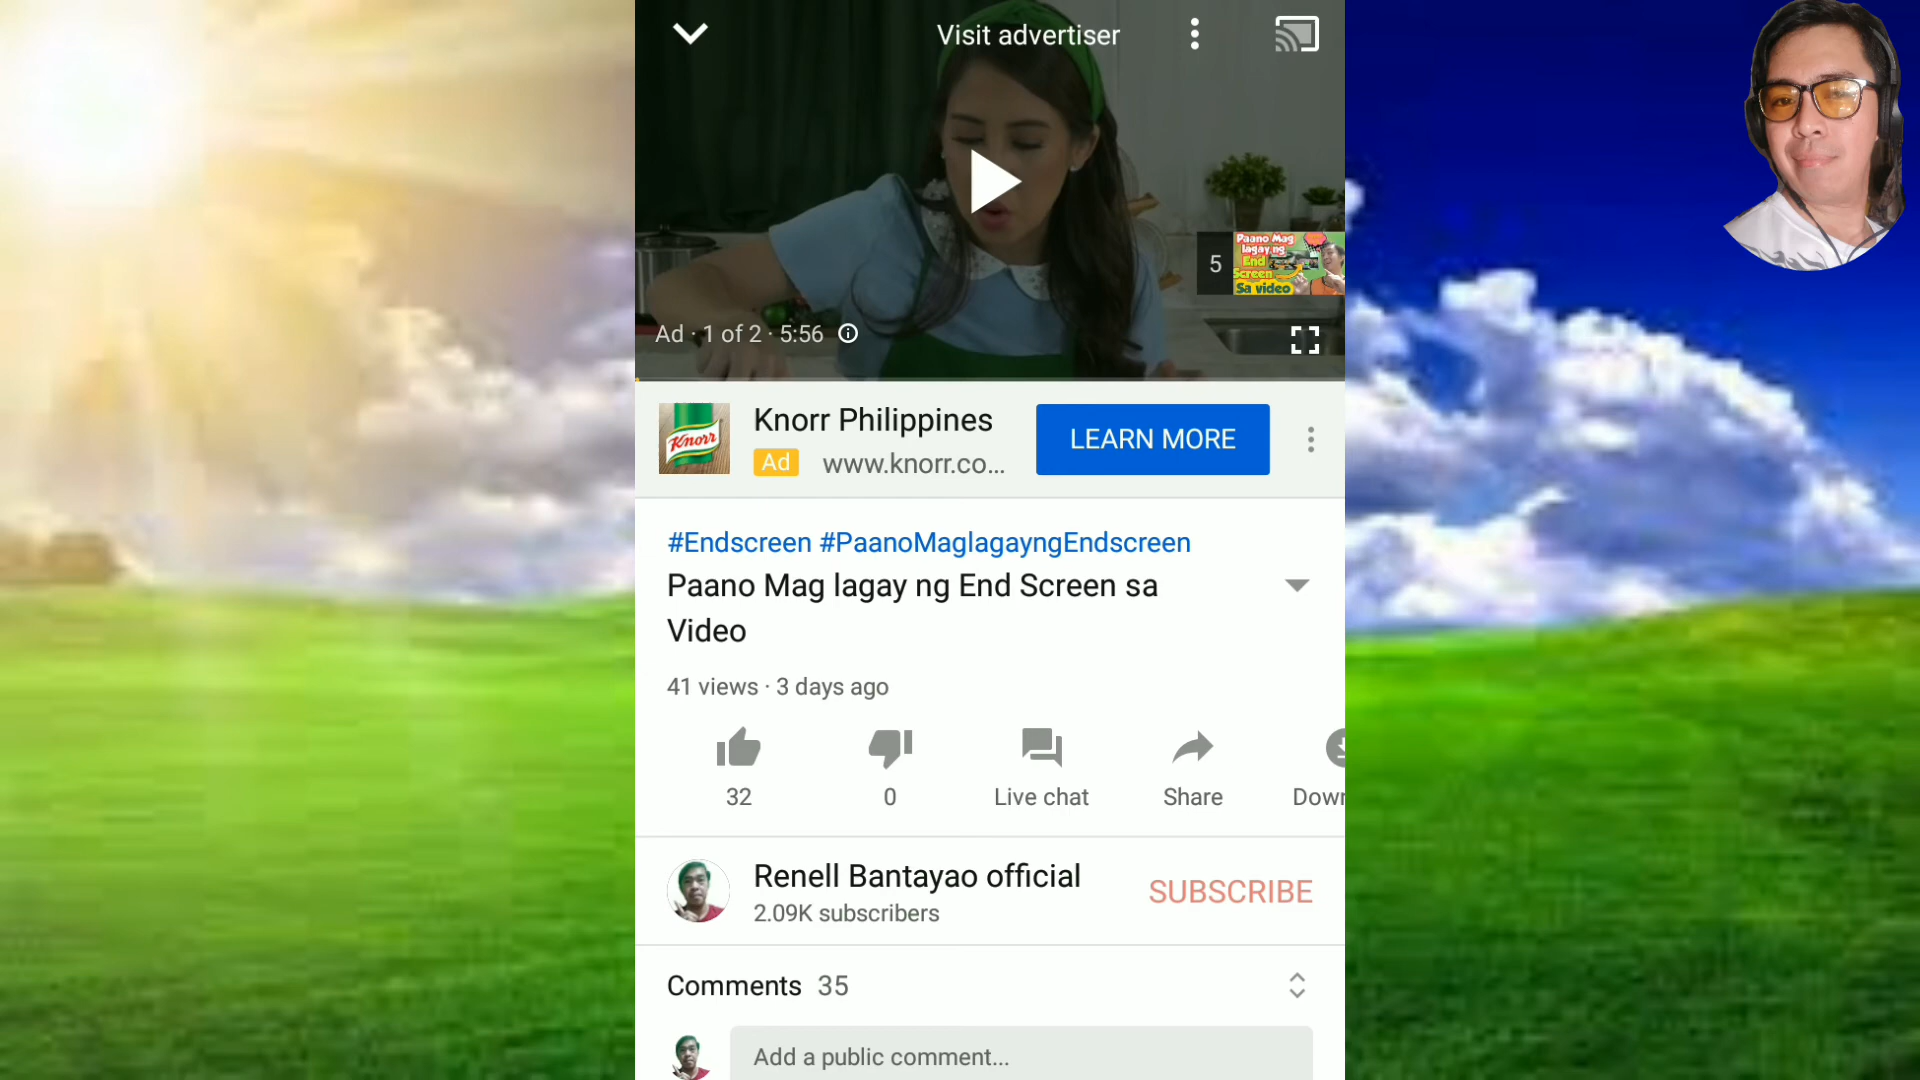 Visit advertiser
Paano Mag
lagay ng
End
Screen
Sa video
5
Ad · 1 of 2 · 5:56
Knorr
Knorr Philippines
Ad www.knorr.co...
LEARN MORE
#Endscreen #PaanoMaglagayngEndscreen
Paano Mag lagay ng End Screen sa
Video
41 views · 3 days ago
32
0
Live chat
Share
Dow
Renell Bantayao official
2.09K subscribers
SUBSCRIBE
Comments 35
Add a public comment...